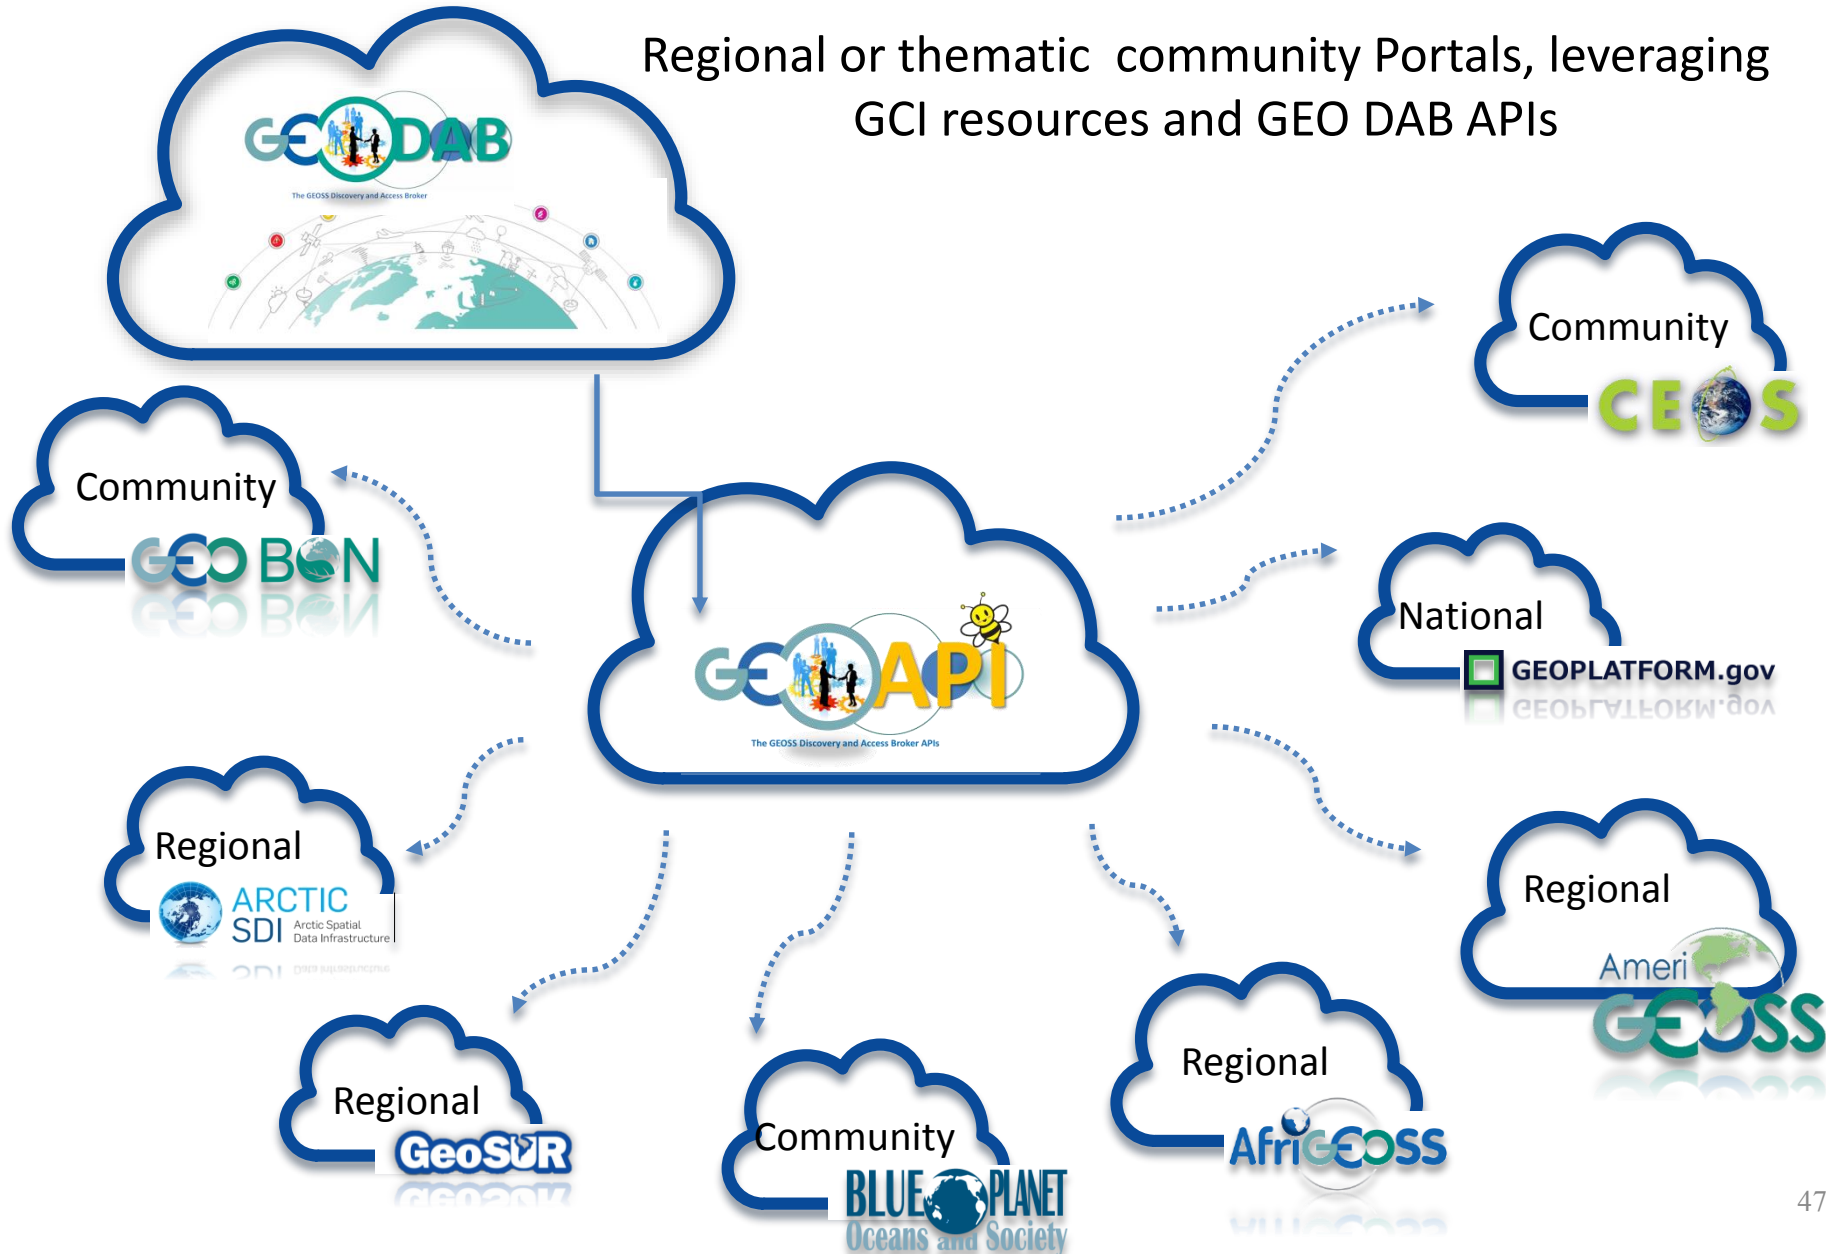 Regional or thematic community Portals, leveraging
GCI resources and GEO DAB APIs
GEO DAB
The GEOSS Discovery and Access Broker
Community
CEOS
Community
GEO BON
National
GEOPLATFORM.gov
GEO API
The GEOSS Discovery and Access Broker APIs
Regional
ARCTIC
SDI
Arctic Spatial
Data Infrastructure
Regional
Ameri
GEOSS
Regional
GeoSUR
Community
BLUE PLANET
Oceans and Society
Regional
AfriGEOSS
47